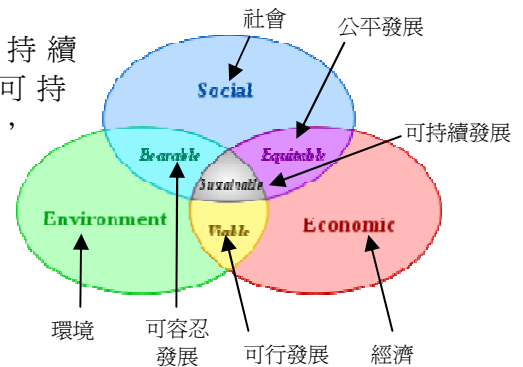 社會
公平發展
持續
可持
，
Social
可持續發展
Bearable
Equitable
Sustainable
Environment
Viable
Economic
環境
可容忍
發展
可行發展
經濟